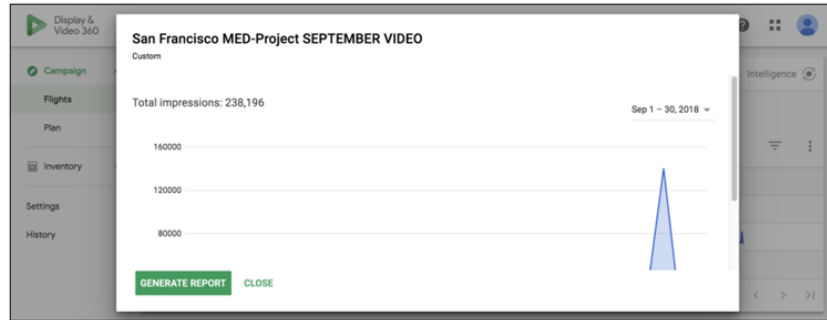 Display &
Video 360
San Francisco MED-Project SEPTEMBER VIDEO
Custom
Campaign
Intelligence
Flights
Total impressions: 238,196
Sep 1 – 30, 2018
Plan
160000
Inventory
120000
Settings
History
80000
GENERATE REPORT
CLOSE